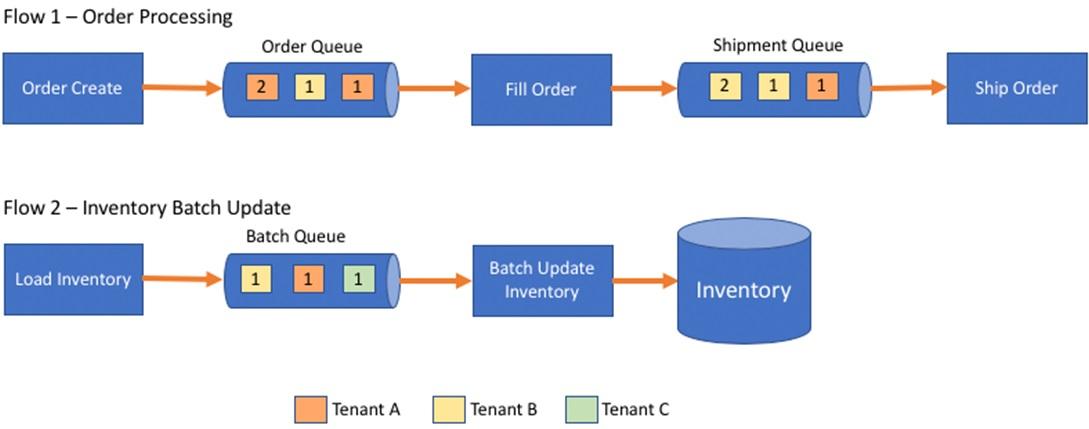 Flow 1 – Order Processing
Order Queue
Shipment Queue
Order Create
2 1 1
Fill Order
2 1 1
Ship Order
Flow 2 – Inventory Batch Update
Batch Queue
Load Inventory
1 1 1
Batch Update
Inventory
Inventory
Tenant A
Tenant B
Tenant C